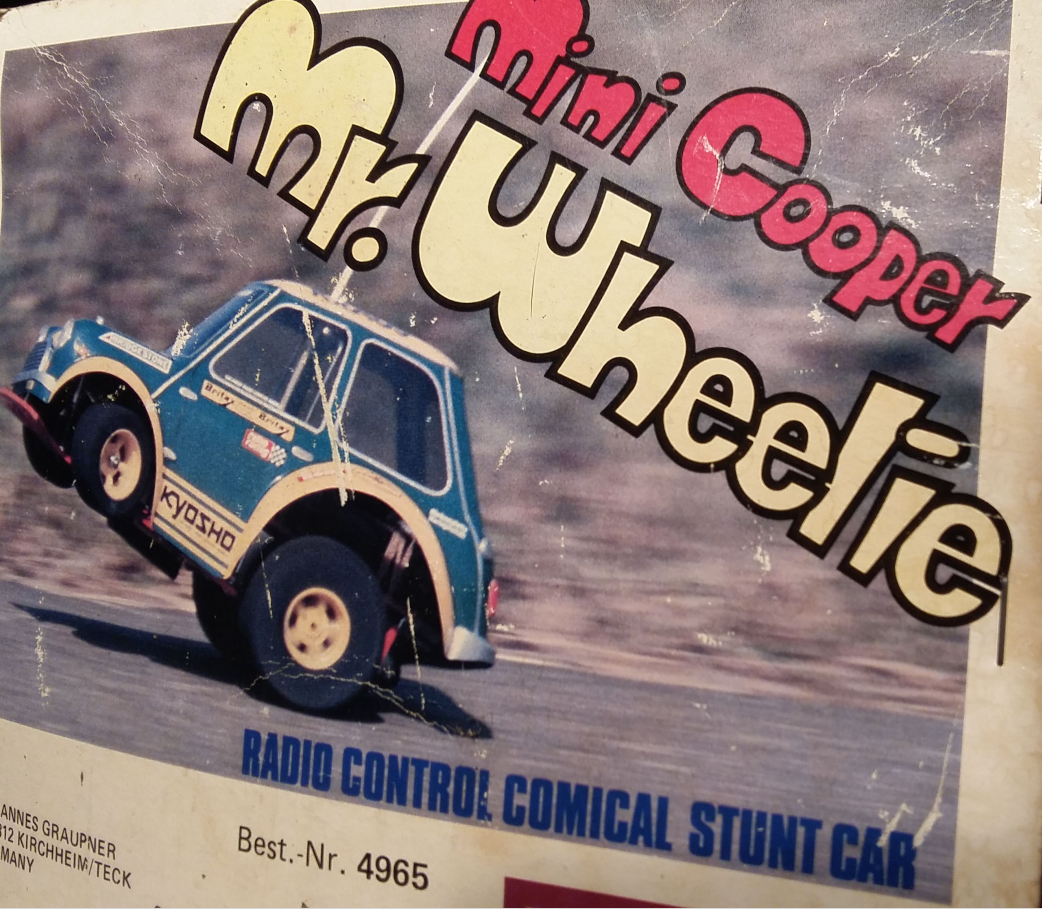 Mini Cooper
Mr. Wheelie
KYOSHO
RADIO CONTROL COMICAL STUNT CAR
ANNES GRAUPNER
312 KIRCHHEIM/TECK
MANY
Best.-Nr. 4965